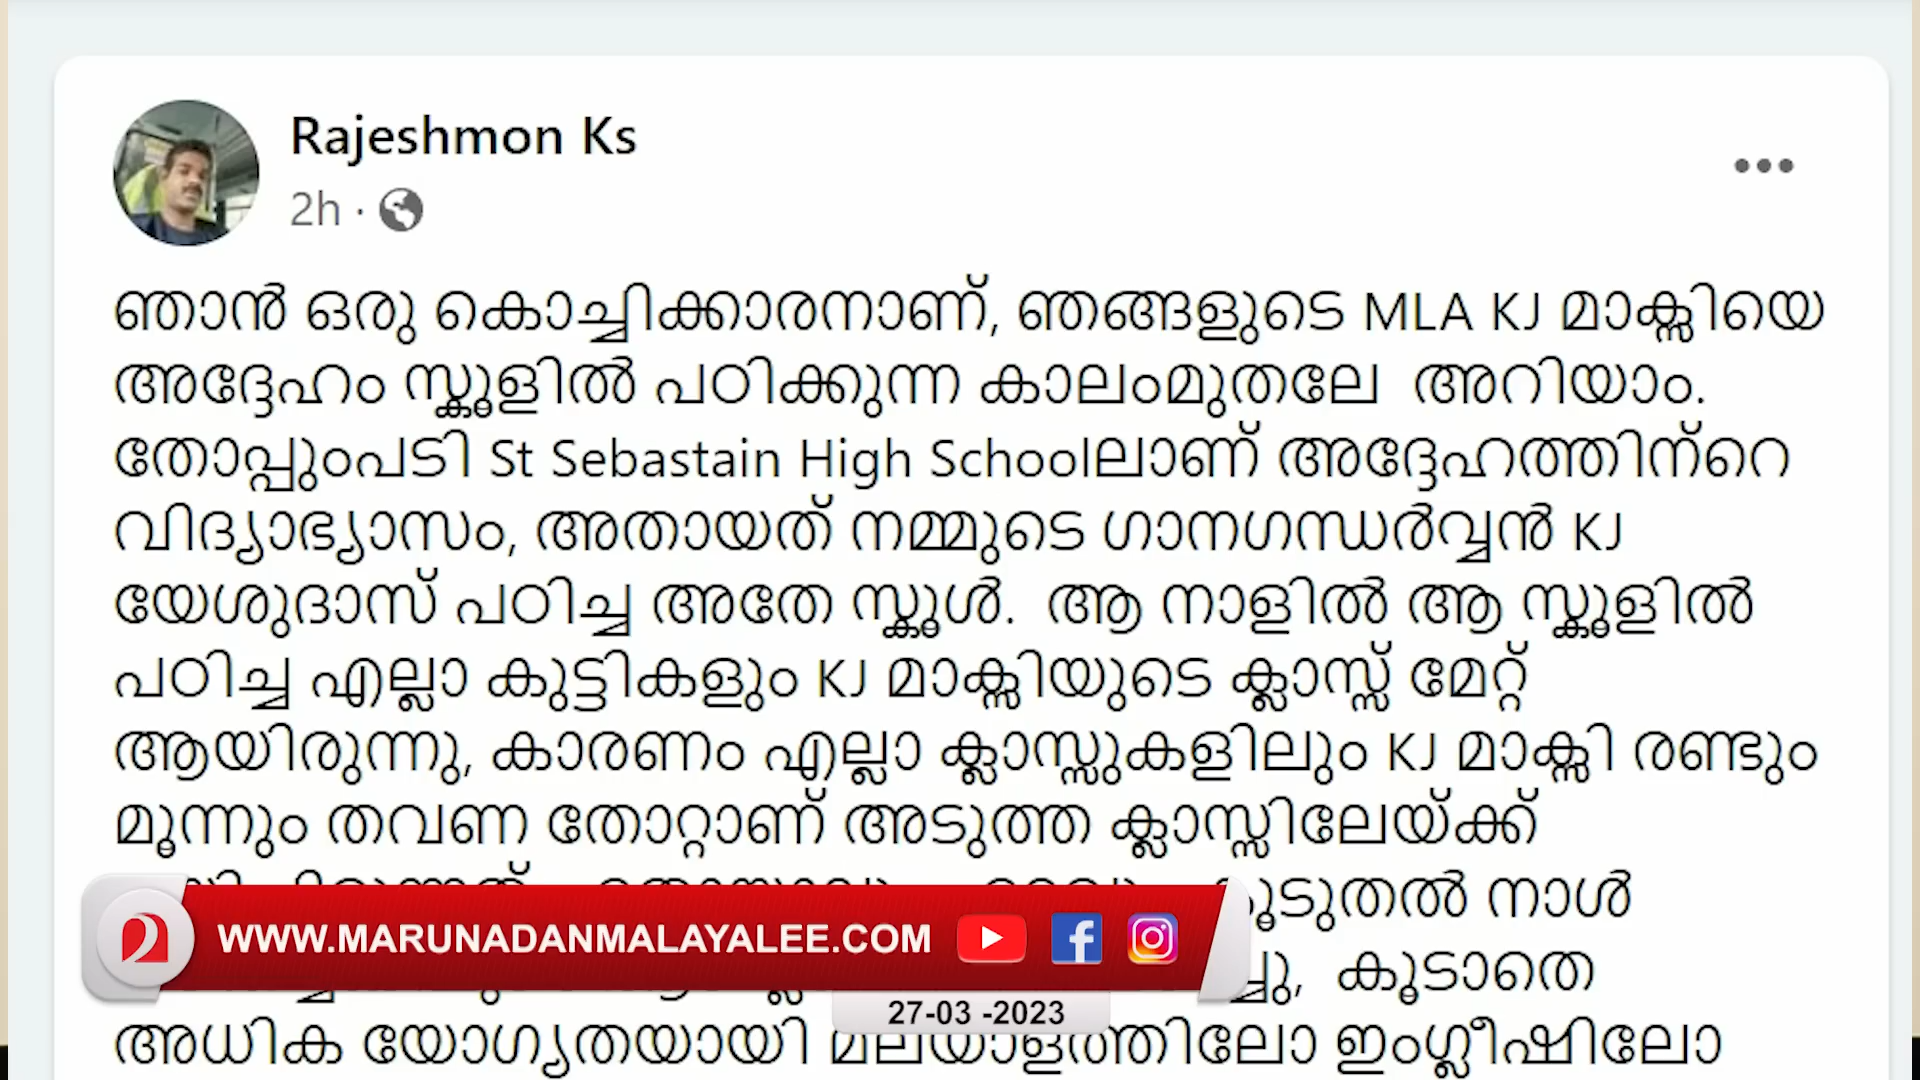 Rajeshmon Ks
2h ·
ഞാൻ ഒരു കൊച്ചിക്കാരനാണ്, ഞങ്ങളുടെ MLA KJ മാക്സിയെ
അദ്ദേഹം സ്കൂളിൽ പഠിക്കുന്ന കാലംമുതലേ അറിയാം.
തോപ്പുംപടി St Sebastain High Schoolലാണ് അദ്ദേഹത്തിന്റെ
വിദ്യാഭ്യാസം, അതായത് നമ്മുടെ ഗാനഗന്ധർവ്വൻ KJ
യേശുദാസ് പഠിച്ച അതേ സ്കൂൾ. ആ നാളിൽ ആ സ്കൂളിൽ
പഠിച്ച എല്ലാ കുട്ടികളും KJ മാക്സിയുടെ ക്ലാസ്സ് മേറ്റ്
ആയിരുന്നു, കാരണം എല്ലാ ക്ലാസ്സുകളിലും KJ മാക്സി രണ്ടും
മൂന്നും തവണ തോറ്റാണ് അടുത്ത ക്ലാസ്സിലേയ്ക്ക്
കൂടുതൽ നാൾ
കൂടാതെ
അധിക യോഗ്യതയായി മലയാളത്തിലോ ഇംഗ്ലീഷിലോ
WWW.MARUNADANMALAYALEE.COM
27-03 -2023